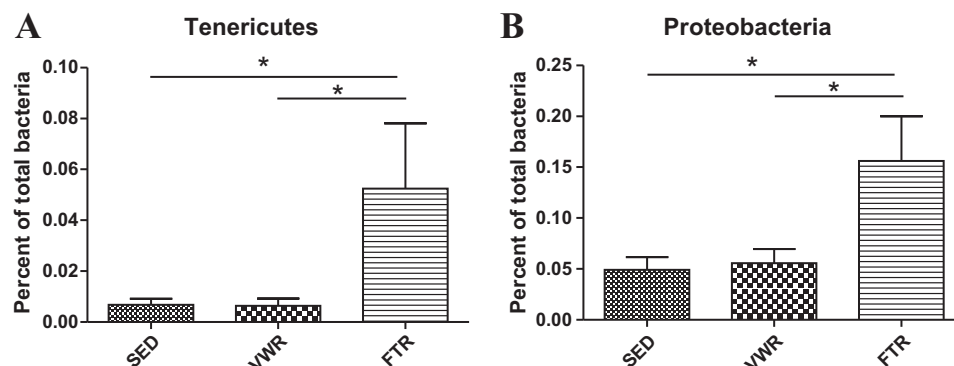 A
Tenericutes
Percent of total bacteria
0.10
0.08
0.06
0.04
0.02
0.00
*
*
SED
VWR
FTR
B
Proteobacteria
Percent of total bacteria
0.25
0.20
0.15
0.10
0.05
0.00
*
*
SED
VWR
FTR